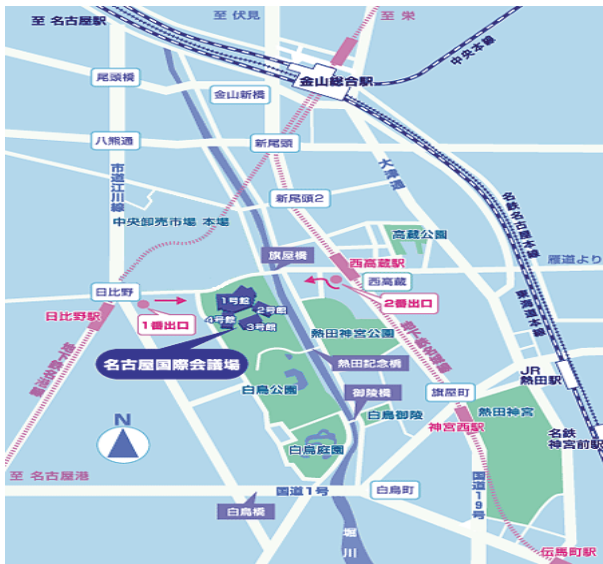 至 名古屋駅
至 伏見
至 栄
中央本線
金山総合駅
尾頭橋
金山新橋
八熊通
新尾頭
大津通
市道江川線
新尾頭2
名鉄名古屋本線
中央卸売市場 本場
高蔵公園
旗屋橋
西高蔵駅
雁道より
東海道本線
日比野
1号館
2号館
西高蔵
2番出口
日比野駅
1番出口
4号館
3号館
熱田神宮公園
名古屋国際会議場
熱田記念橋
JR
熱田駅
白鳥公園
御陵橋
旗屋町
白鳥御陵
熱田神宮
神宮西駅
N
名鉄
神宮前駅
白鳥庭園
至 名古屋港
国道1号
白鳥町
国道19号
白鳥橋
堀川
伝馬町駅